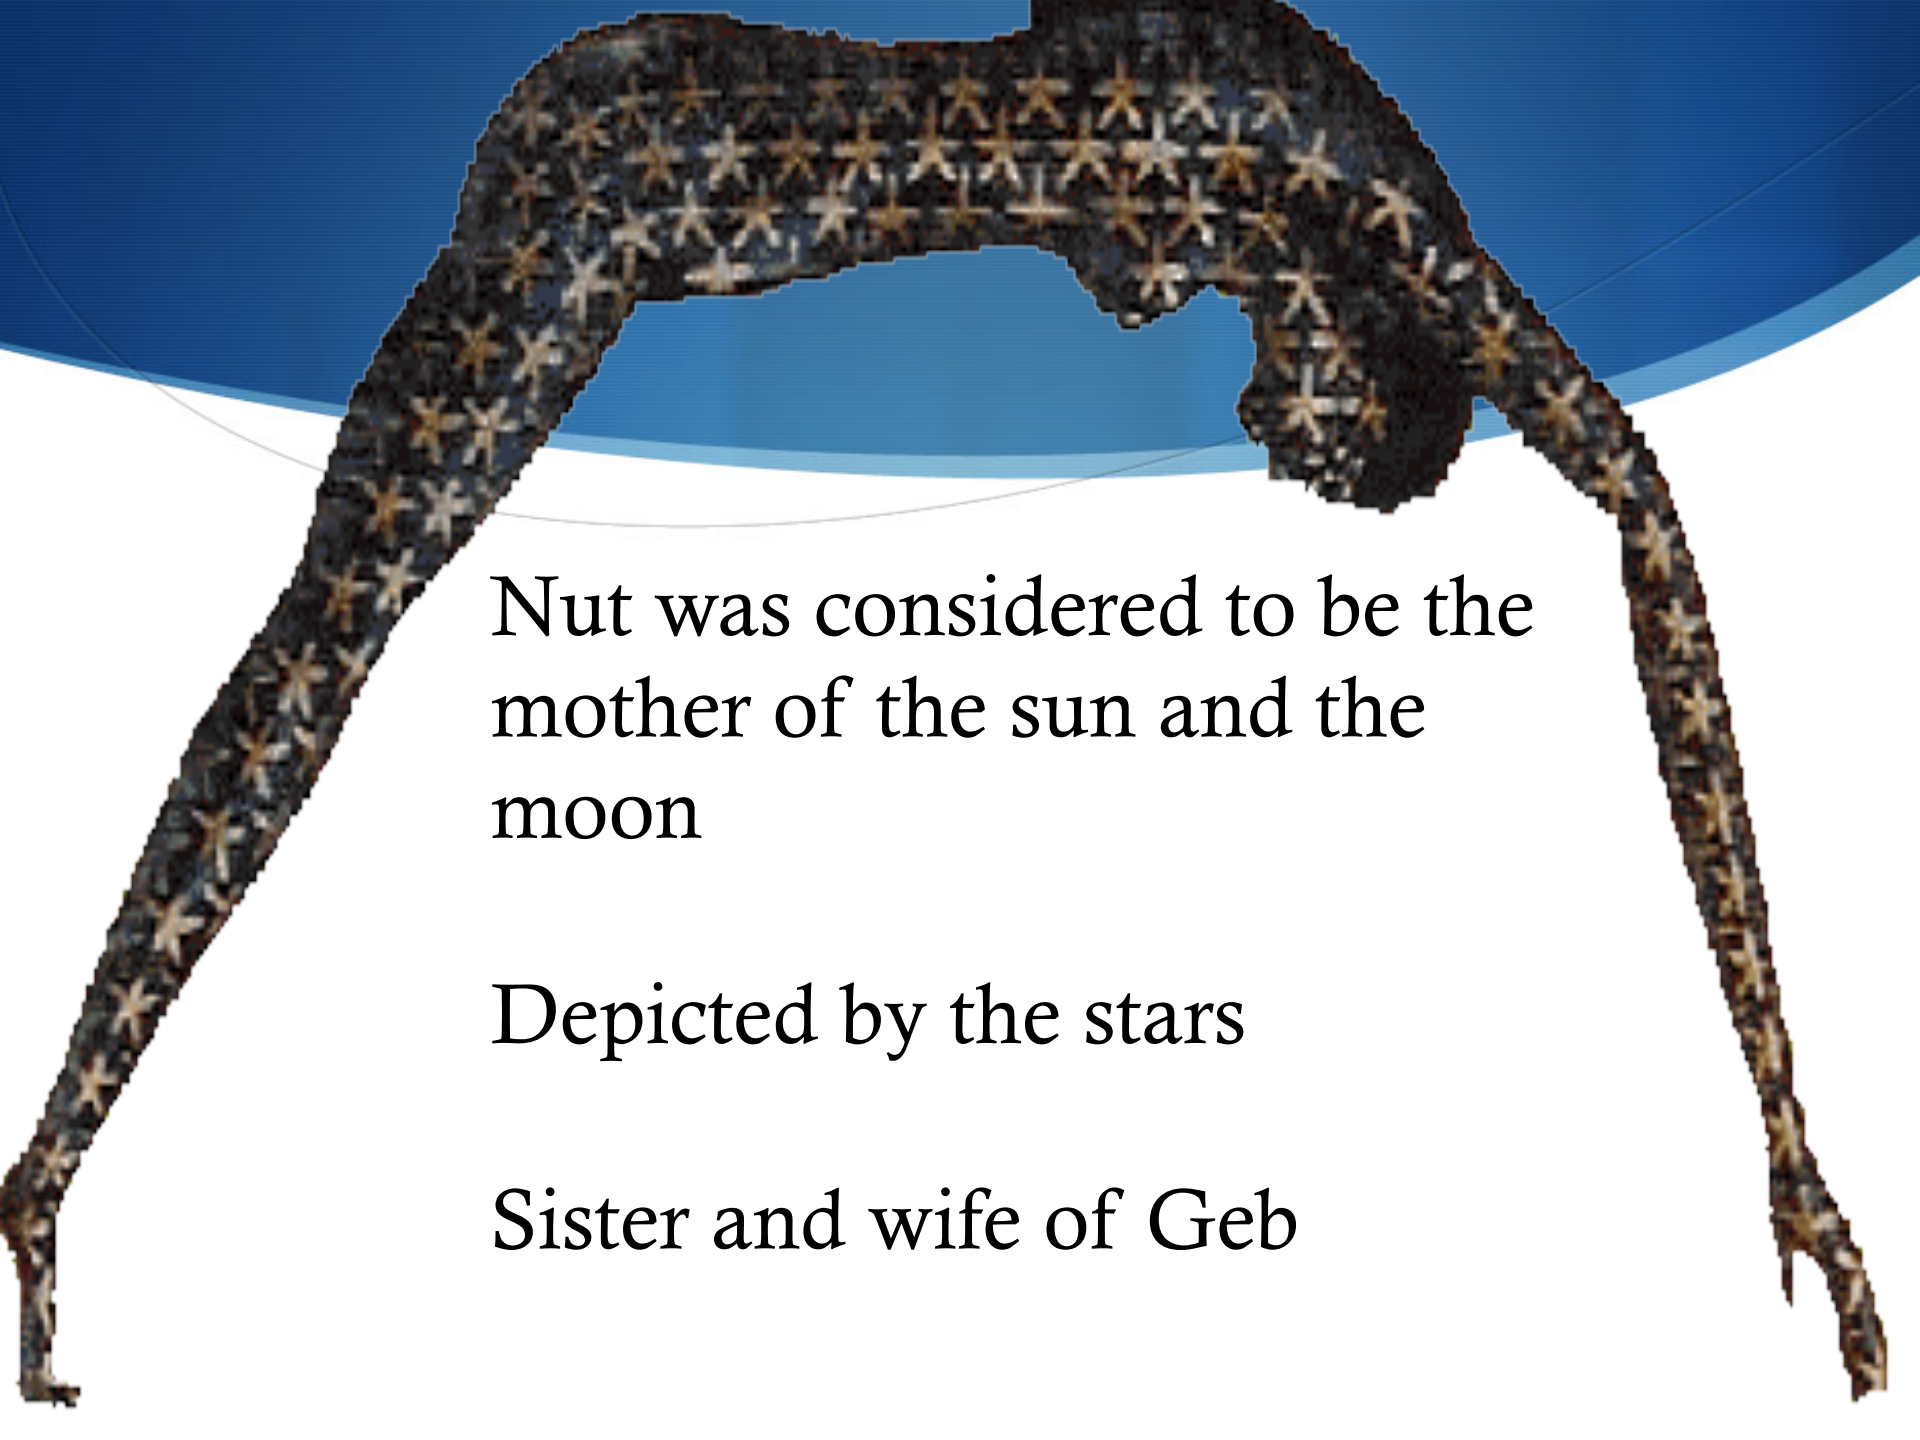 Nut was considered to be the
mother of the sun and the
moon
Depicted by the stars
Sister and wife of Geb